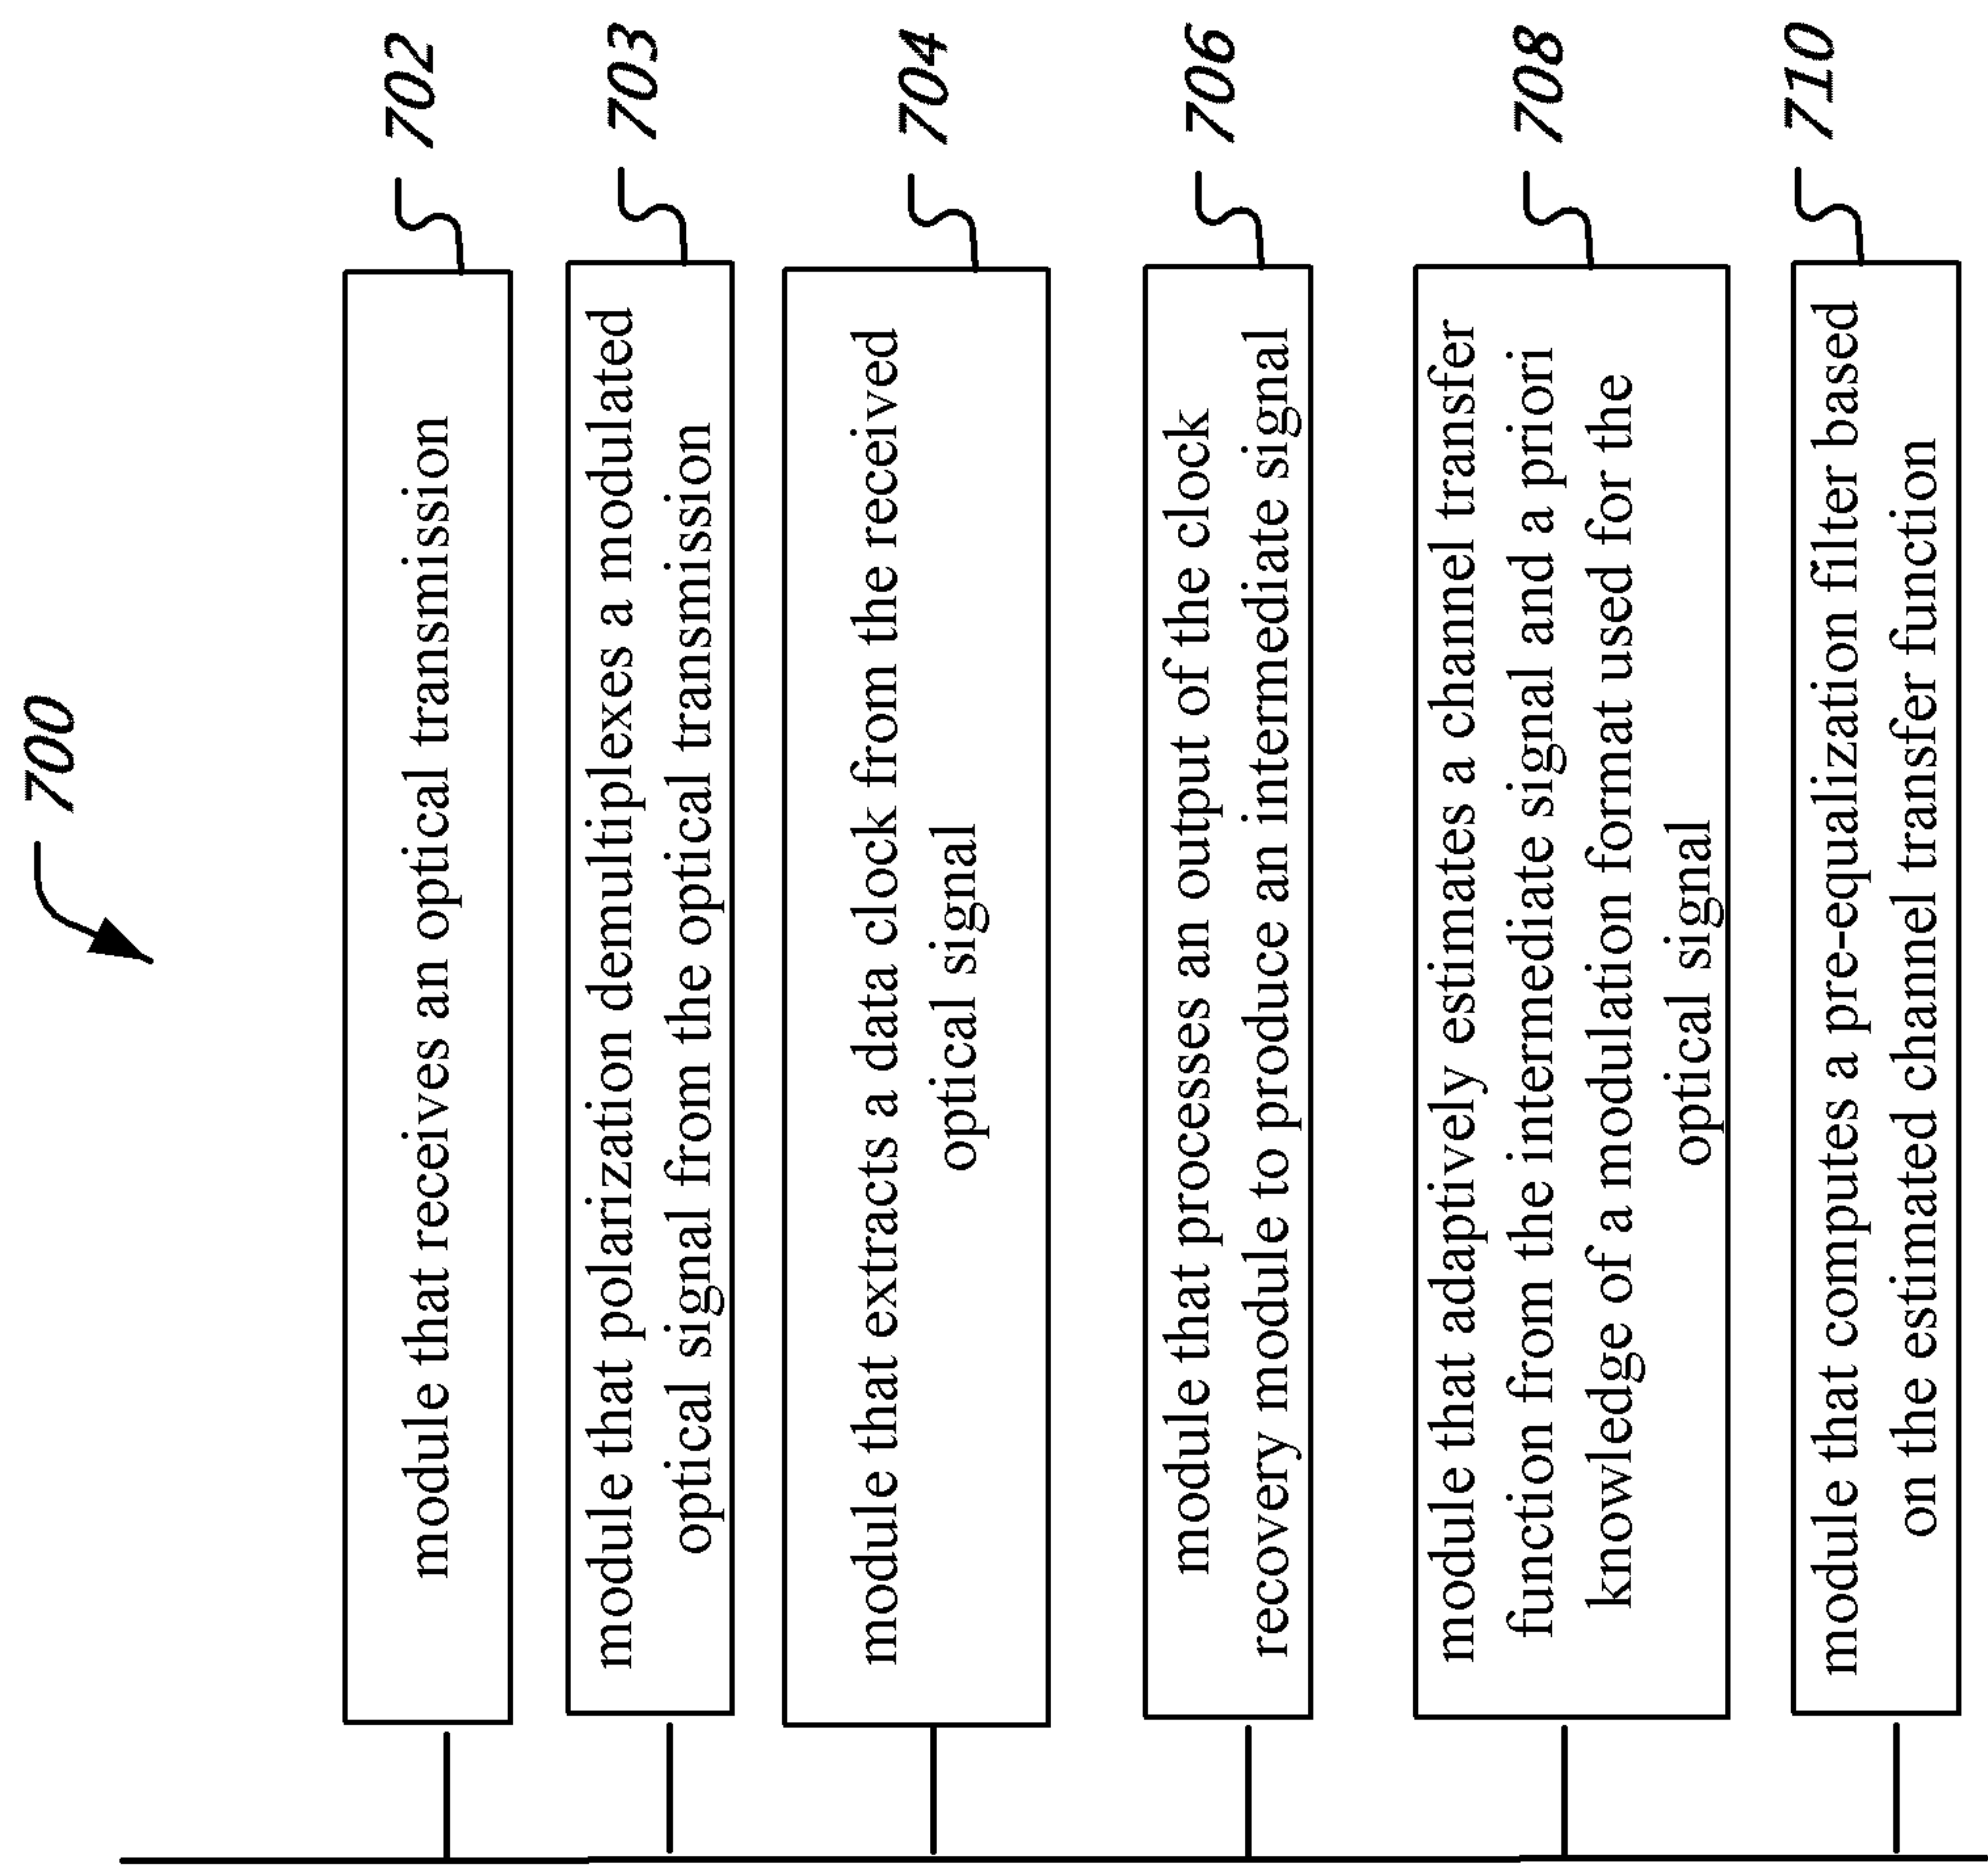 700
module that receives an optical transmission
702
module that polarization demultiplexes a modulated
optical signal from the optical transmission
703
module that extracts a data clock from the received
optical signal
704
module that processes an output of the clock
recovery module to produce an intermediate signal
706
module that adaptively estimates a channel transfer
function from the intermediate signal and a priori
knowledge of a modulation format used for the
optical signal
708
module that computes a pre-equalization filter based
on the estimated channel transfer function
710